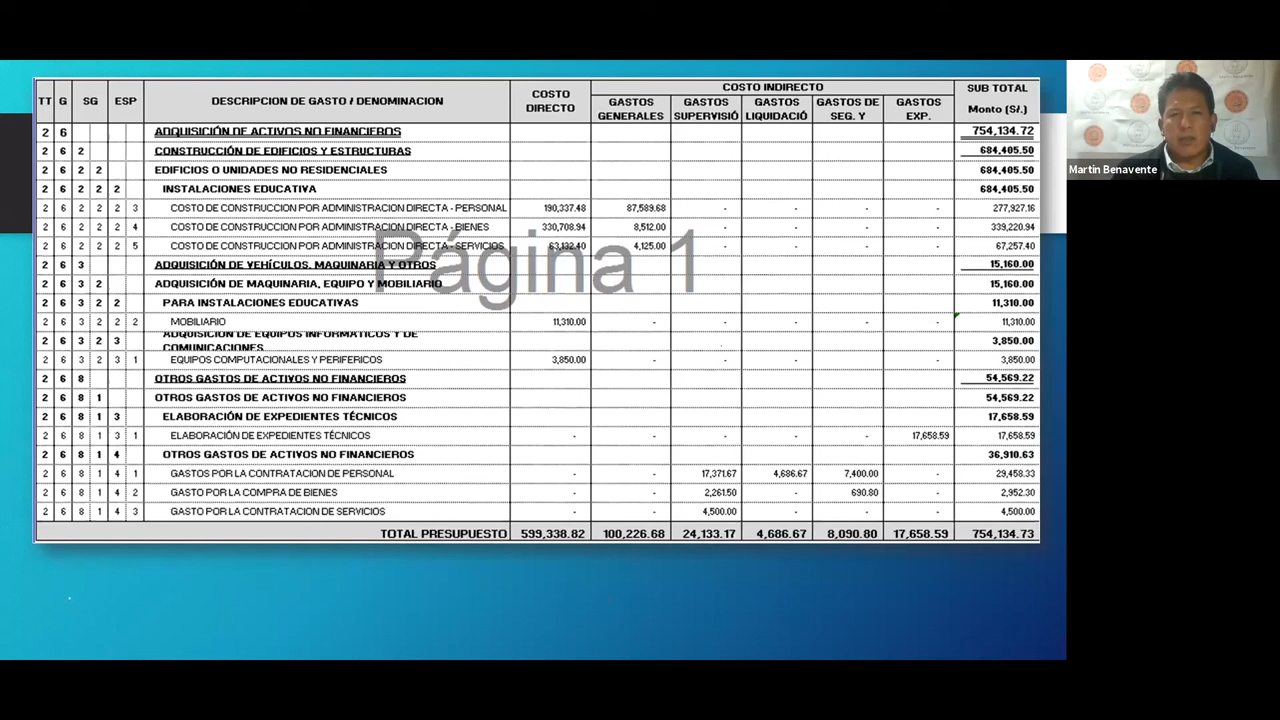 TT G SG ESP DESCRIPCION DE GASTO / DENOMINACION COSTO DIRECTO COSTO INDIRECTO SUB TOTAL Monto (S/.)
GASTOS GENERALES GASTOS SUPERVISIÓ GASTOS LIQUIDACIÓ GASTOS DE SEG. Y GASTOS EXP.
2 6 ADQUISICIÓN DE ACTIVOS NO FINANCIEROS 754,134.72
2 6 2 CONSTRUCCIÓN DE EDIFICIOS Y ESTRUCTURAS 684,405.50
2 6 2 2 EDIFICIOS O UNIDADES NO RESIDENCIALES 684,405.50
2 6 2 2 2 INSTALACIONES EDUCATIVA 684,405.50
2 6 2 2 2 3 COSTO DE CONSTRUCCION POR ADMINISTRACION DIRECTA - PERSONAL 190,337.48 87,589.68 - - - - 277,927.16
2 6 2 2 2 4 COSTO DE CONSTRUCCION POR ADMINISTRACION DIRECTA - BIENES 330,708.94 8,512.00 - - - - 339,220.94
2 6 2 2 2 5 COSTO DE CONSTRUCCION POR ADMINISTRACION DIRECTA - SERVICIOS 63,132.40 4,125.00 - - - - 67,257.40
2 6 3 ADQUISICIÓN DE VEHÍCULOS, MAQUINARIA Y OTROS 15,160.00
2 6 3 2 ADQUISICIÓN DE MAQUINARIA, EQUIPO Y MOBILIARIO 15,160.00
2 6 3 2 2 PARA INSTALACIONES EDUCATIVAS 11,310.00
2 6 3 2 2 2 MOBILIARIO 11,310.00 - - - - - 11,310.00
2 6 3 2 3 ADQUISICIÓN DE EQUIPOS INFORMÁTICOS Y DE COMUNICACIONES 3,850.00
2 6 3 2 3 1 EQUIPOS COMPUTACIONALES Y PERIFERICOS 3,850.00 - - - - - 3,850.00
2 6 8 OTROS GASTOS DE ACTIVOS NO FINANCIEROS 54,569.22
2 6 8 1 OTROS GASTOS DE ACTIVOS NO FINANCIEROS 54,569.22
2 6 8 1 3 ELABORACIÓN DE EXPEDIENTES TÉCNICOS 17,658.59
2 6 8 1 3 1 ELABORACIÓN DE EXPEDIENTES TÉCNICOS - - - - - 17,658.59 17,658.59
2 6 8 1 4 OTROS GASTOS DE ACTIVOS NO FINANCIEROS 36,910.63
2 6 8 1 4 1 GASTOS POR LA CONTRATACION DE PERSONAL - - 17,371.67 4,686.67 7,400.00 - 29,458.33
2 6 8 1 4 2 GASTO POR LA COMPRA DE BIENES - - 2,261.50 - 690.80 - 2,952.30
2 6 8 1 4 3 GASTO POR LA CONTRATACION DE SERVICIOS - - 4,500.00 - - - 4,500.00
TOTAL PRESUPUESTO 599,338.82 100,226.68 24,133.17 4,686.67 8,090.80 17,658.59 754,134.73
Página 1
Martin Benavente